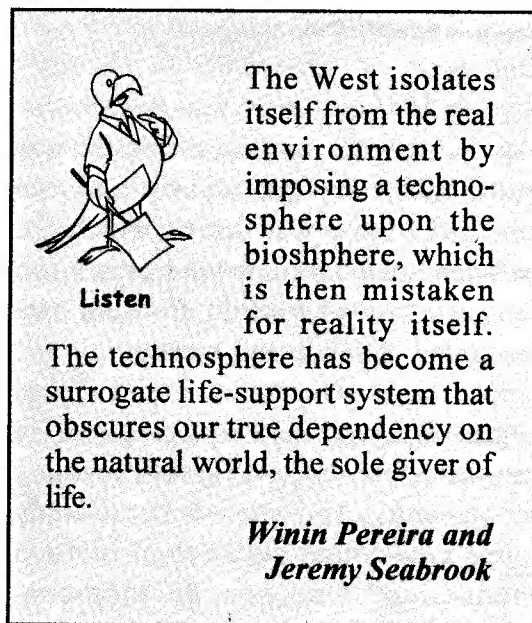 The West isolates
itself from the real
environment by
imposing a techno-
sphere upon the
bioshphere, which
is then mistaken
for reality itself.
Listen
The technosphere has become a
surrogate life-support system that
obscures our true dependency on
the natural world, the sole giver of
life.
Winin Pereira and
Jeremy Seabrook